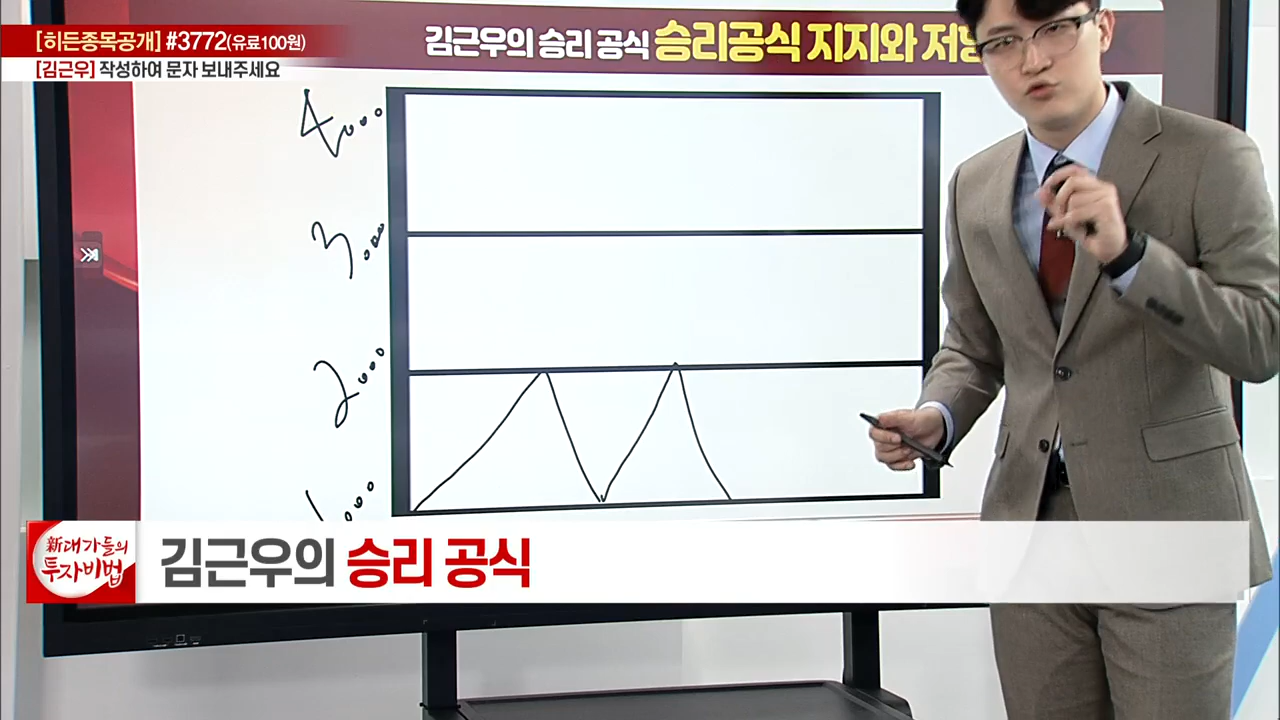 [히든종목공개] #3772(유료100원)
[김근우] 작성하여 문자 보내주세요
김근우의 승리 공식 승리공식 지지와
4000
3000
2000
1000
新대가들의
투자비법
김근우의 승리 공식